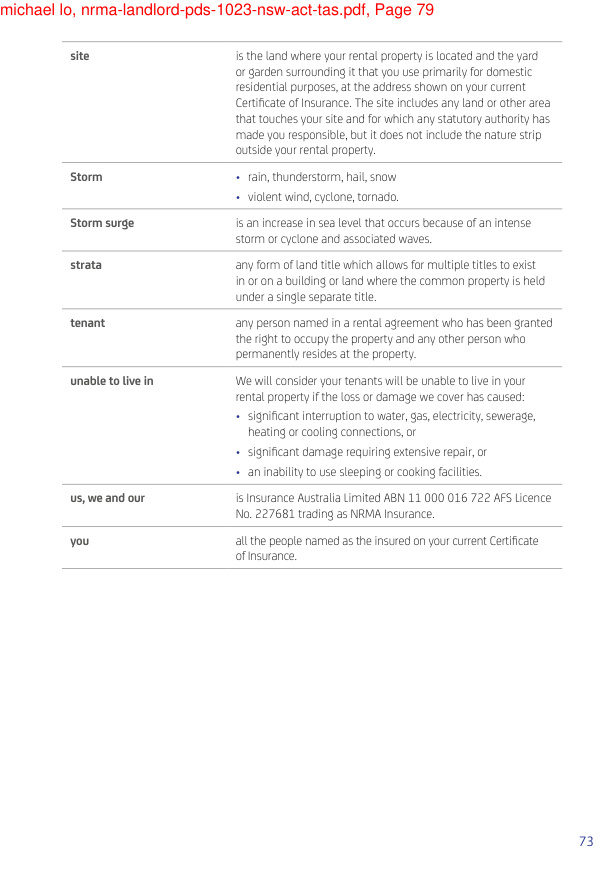 michael lo, nrma-landlord-pds-1023-nsw-act-tas.pdf, Page 79
site
is the land where your rental property is located and the yard
or garden surrounding it that you use primarily for domestic
residential purposes, at the address shown on your current
Certificate of Insurance. The site includes any land or other area
that touches your site and for which any statutory authority has
made you responsible, but it does not include the nature strip
outside your rental property.
Storm
• rain, thunderstorm, hail, snow
• violent wind, cyclone, tornado.
Storm surge
is an increase in sea level that occurs because of an intense
storm or cyclone and associated waves.
strata
any form of land title which allows for multiple titles to exist
in or on a building or land where the common property is held
under a single separate title.
tenant
any person named in a rental agreement who has been granted
the right to occupy the property and any other person who
permanently resides at the property.
unable to live in
We will consider your tenants will be unable to live in your
rental property if the loss or damage we cover has caused:
• significant interruption to water, gas, electricity, sewerage,
heating or cooling connections, or
• significant damage requiring extensive repair, or
• an inability to use sleeping or cooking facilities.
us, we and our
is Insurance Australia Limited ABN 11 000 016 722 AFS Licence
No. 227681 trading as NRMA Insurance.
you
all the people named as the insured on your current Certificate
of Insurance.
73